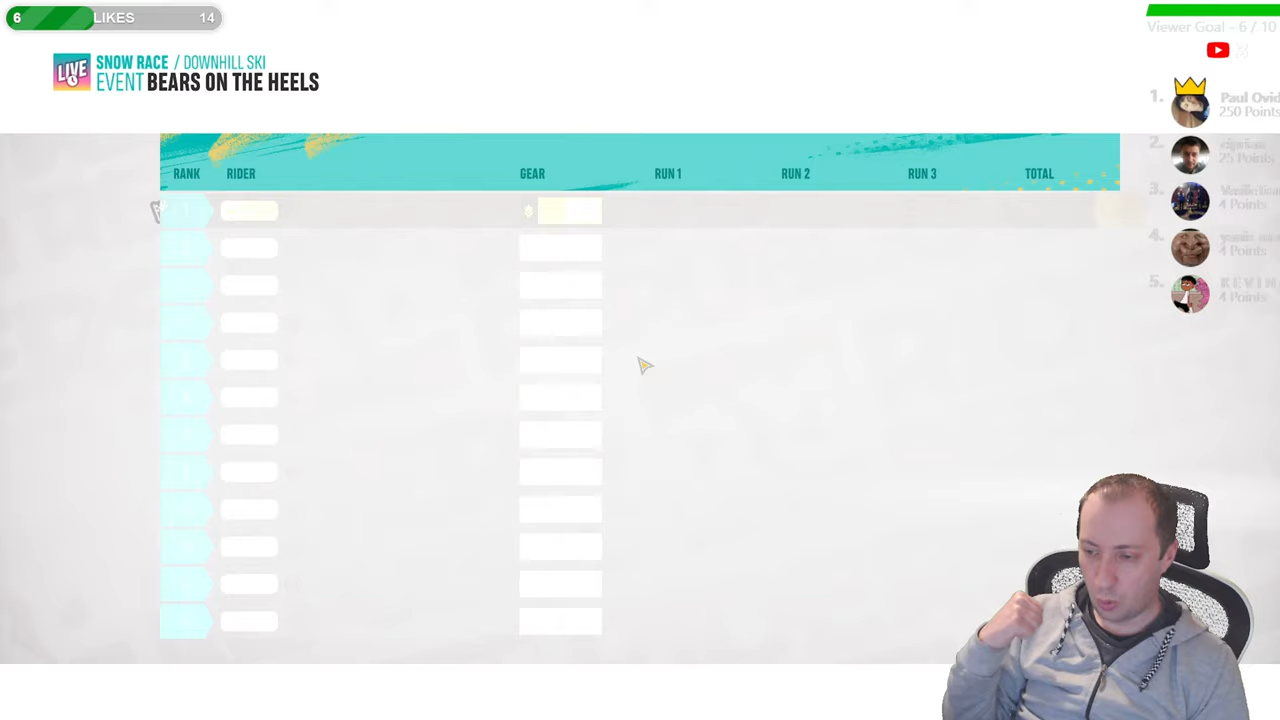 6 LIKES 14
Viewer Goal - 6 / 10
LIVE
SNOW RACE / DOWNHILL SKI
EVENT BEARS ON THE HEELS
RANK RIDER GEAR RUN 1 RUN 2 RUN 3 TOTAL
1. Paul Ovid
250 Points
2.
25 Points
3.
4 Points
4.
4 Points
5. KEVIN
4 Points